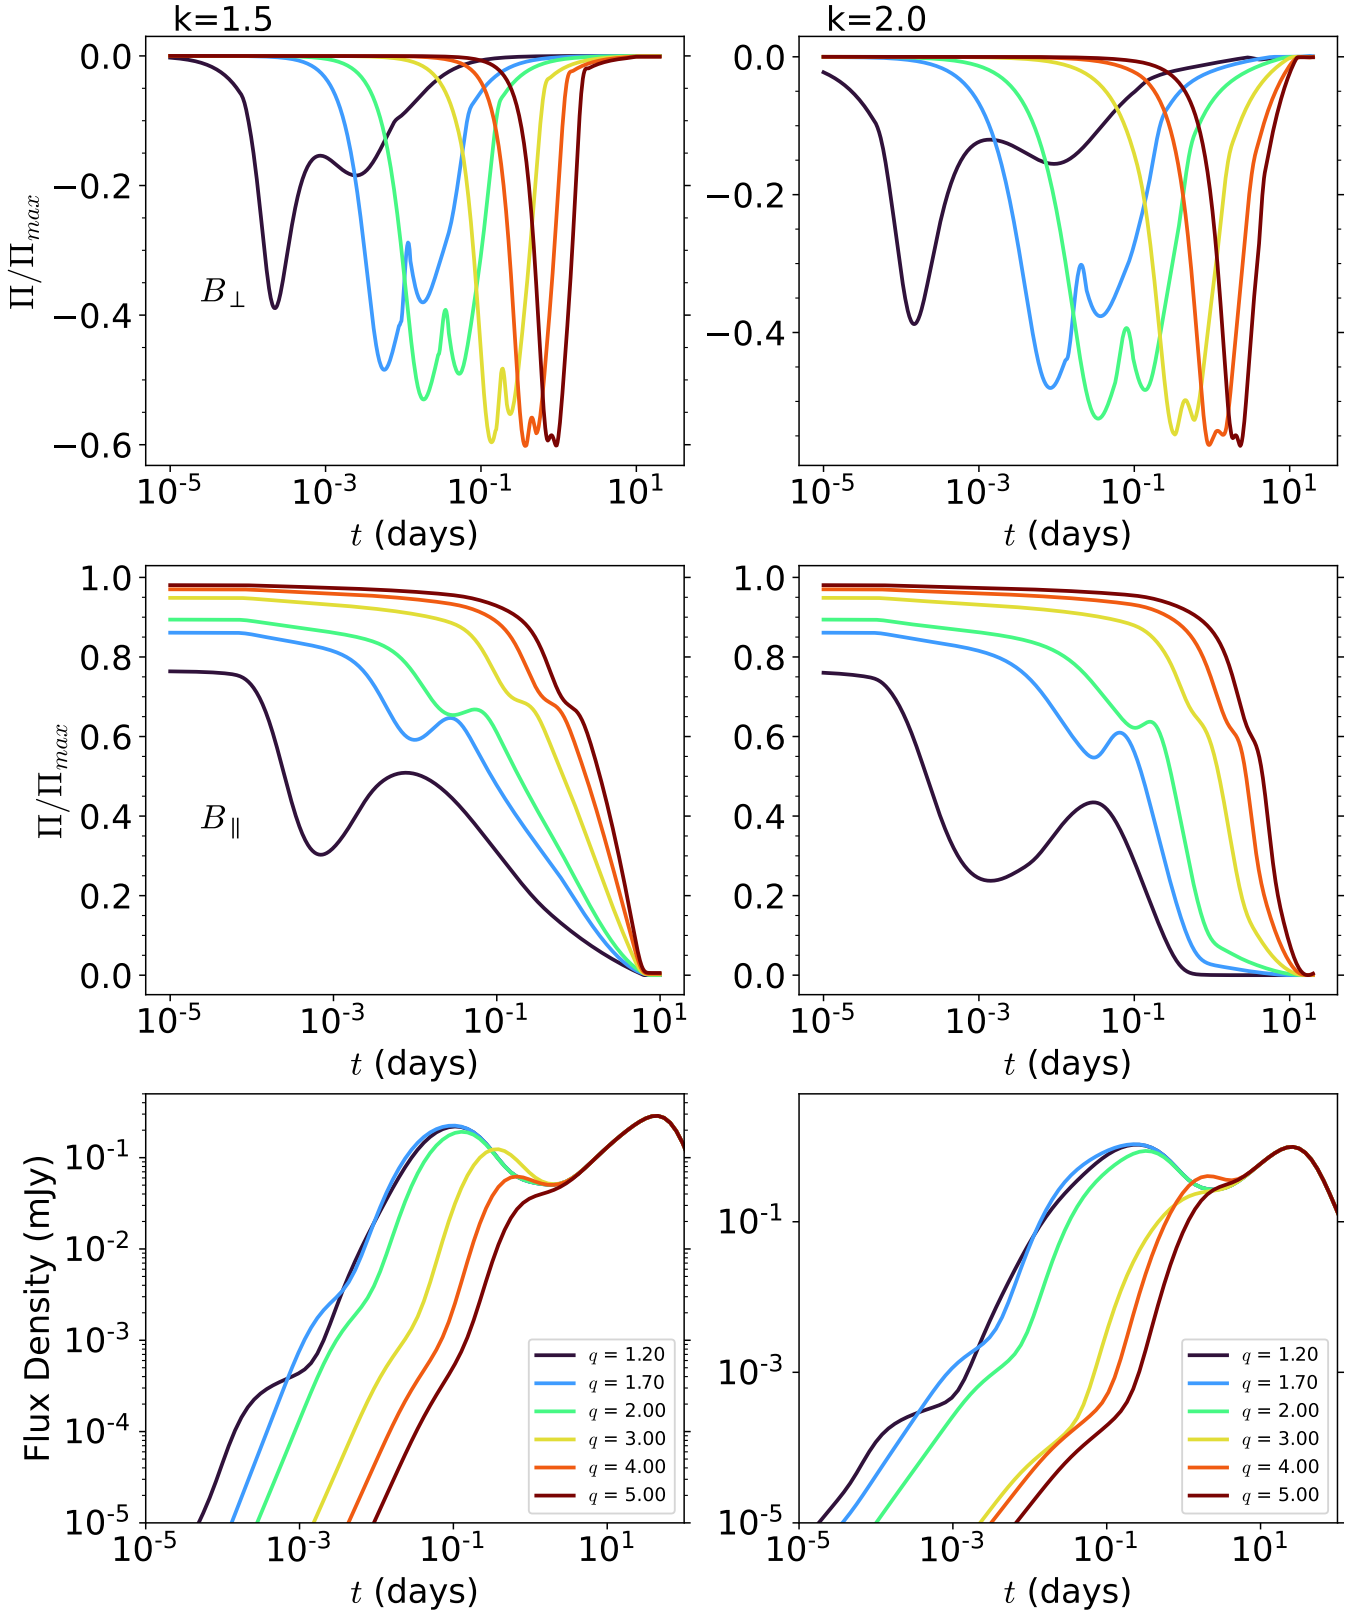 k=1.5
k=2.0
0.0
−0.2
−0.4
−0.6
Π/Π_max
B_⊥
10^-5
10^-3
10^-1
10^1
t (days)
0.0
−0.2
−0.4
10^-5
10^-3
10^-1
10^1
t (days)
1.0
0.8
0.6
0.4
0.2
0.0
Π/Π_max
B_∥
10^-5
10^-3
10^-1
10^1
t (days)
1.0
0.8
0.6
0.4
0.2
0.0
10^-5
10^-3
10^-1
10^1
t (days)
10^-1
10^-2
10^-3
10^-4
10^-5
Flux Density (mJy)
q = 1.20
q = 1.70
q = 2.00
q = 3.00
q = 4.00
q = 5.00
10^-5
10^-3
10^-1
10^1
t (days)
10^-1
10^-3
10^-5
q = 1.20
q = 1.70
q = 2.00
q = 3.00
q = 4.00
q = 5.00
10^-5
10^-3
10^-1
10^1
t (days)